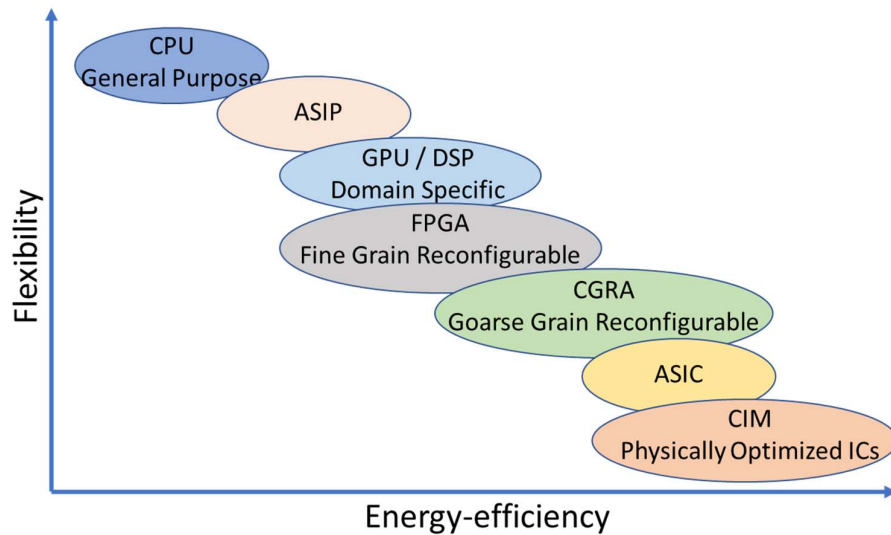 CPU
General Purpose
ASIP
GPU / DSP
Domain Specific
FPGA
Fine Grain Reconfigurable
CGRA
Goarse Grain Reconfigurable
ASIC
CIM
Physically Optimized ICs
Flexibility
Energy-efficiency